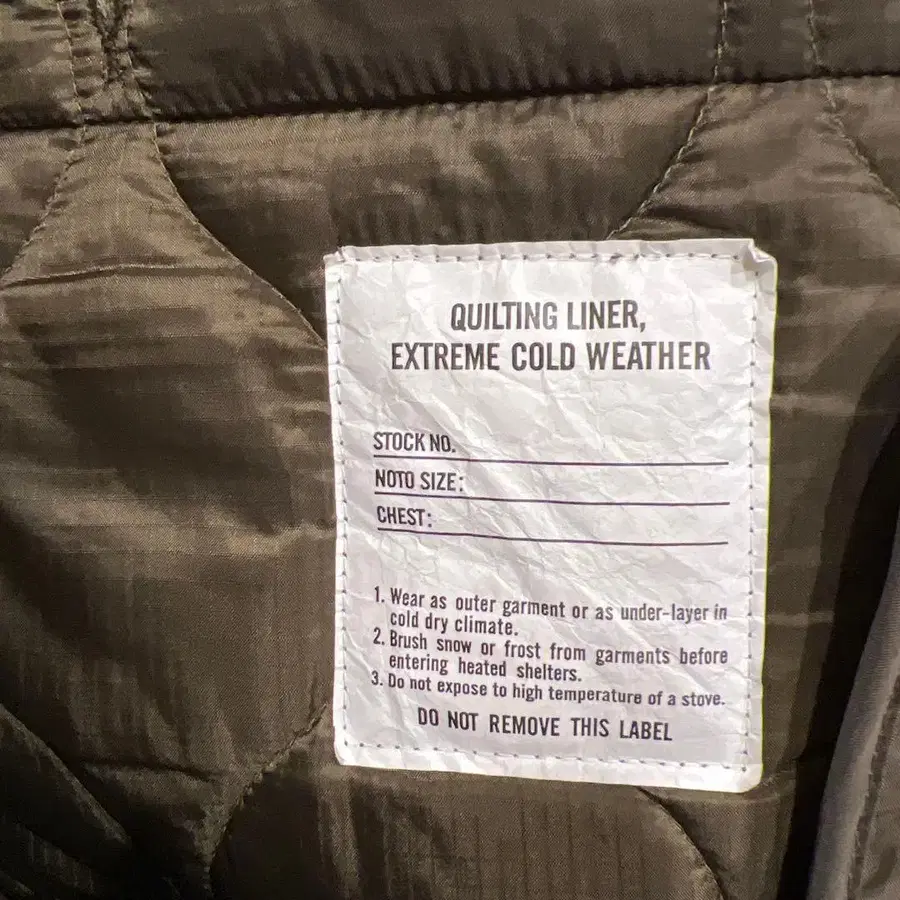 QUILTING LINER,
EXTREME COLD WEATHER
STOCK NO.
NOTO SIZE:
CHEST:
1. Wear as outer garment or as under-layer in
cold dry climate.
2. Brush snow or frost from garments before
entering heated shelters.
3. Do not expose to high temperature of a stove.
DO NOT REMOVE THIS LABEL